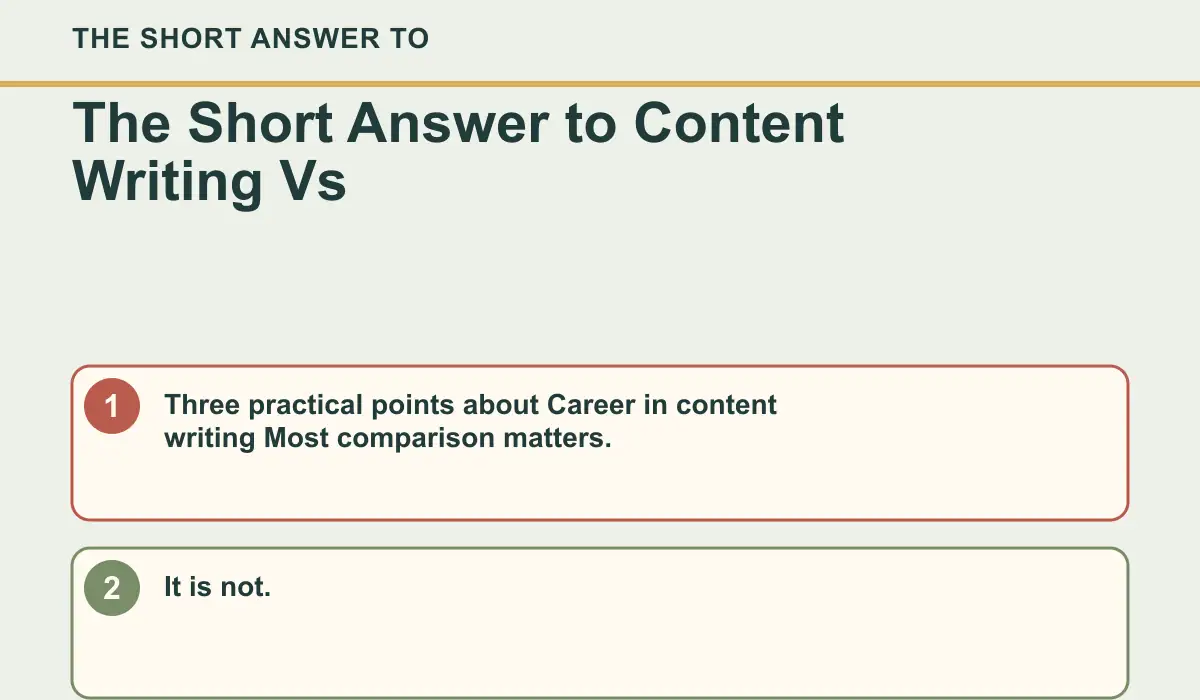 THE SHORT ANSWER TO
The Short Answer to Content
Writing Vs
1
Three practical points about Career in content
writing Most comparison matters.
2
It is not.